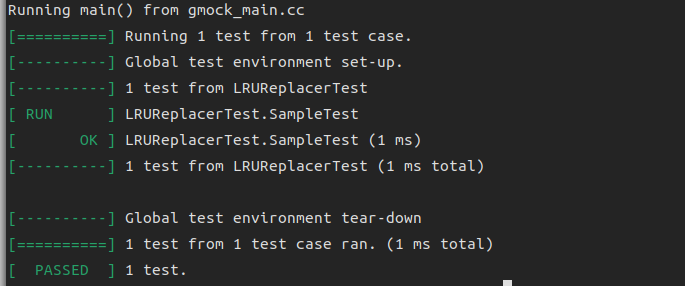 Running main() from gmock_main.cc
[==========] Running 1 test from 1 test case.
[----------] Global test environment set-up.
[----------] 1 test from LRUReplacerTest
[ RUN      ] LRUReplacerTest.SampleTest
[       OK ] LRUReplacerTest.SampleTest (1 ms)
[----------] 1 test from LRUReplacerTest (1 ms total)
[----------] Global test environment tear-down
[==========] 1 test from 1 test case ran. (1 ms total)
[  PASSED  ] 1 test.